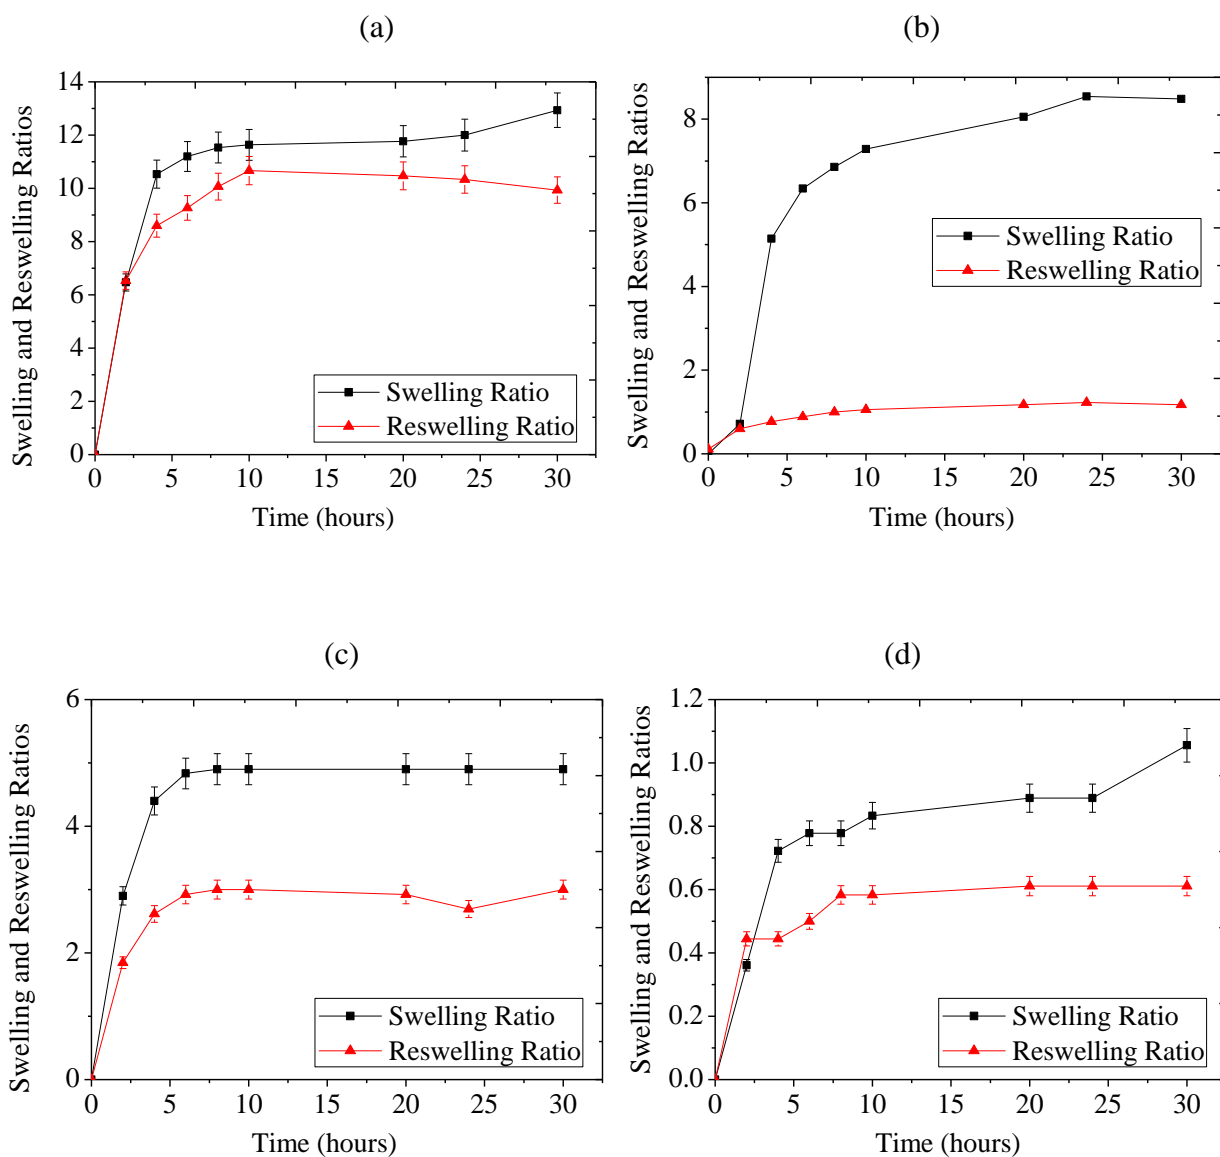 (a)
Swelling and Reswelling Ratios
14
12
10
8
6
4
2
0
0 5 10 15 20 25 30
Time (hours)
Swelling Ratio
Reswelling Ratio
(b)
Swelling and Reswelling Ratios
8
6
4
2
0
0 5 10 15 20 25 30
Time (hours)
Swelling Ratio
Reswelling Ratio
(c)
Swelling and Reswelling Ratios
6
4
2
0
0 5 10 15 20 25 30
Time (hours)
Swelling Ratio
Reswelling Ratio
(d)
Swelling and Reswelling Ratios
1.2
1.0
0.8
0.6
0.4
0.2
0.0
0 5 10 15 20 25 30
Time (hours)
Swelling Ratio
Reswelling Ratio